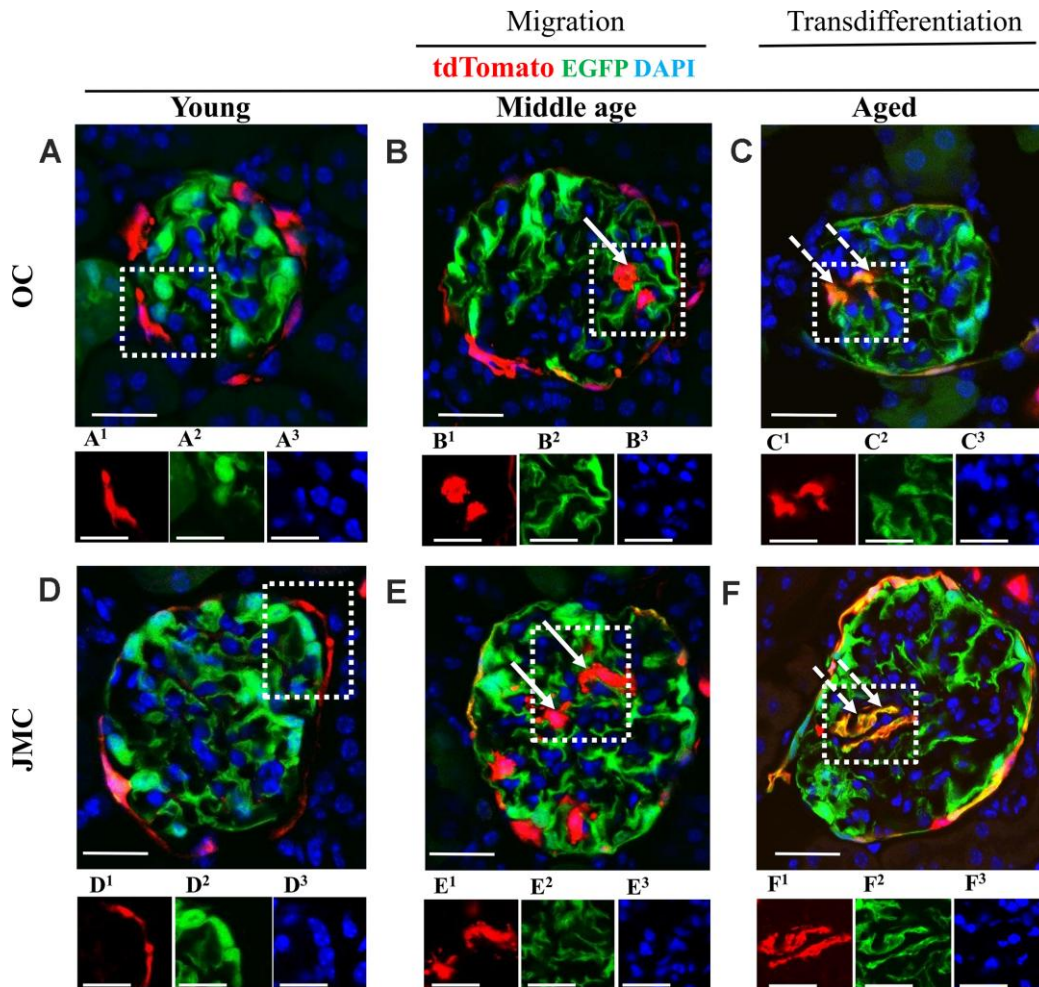 Migration
Transdifferentiation
tdTomato EGFP DAPI
Young
Middle age
Aged
OC
A
B
C
A¹ A² A³
B¹ B² B³
C¹ C² C³
JMC
D
E
F
D¹ D² D³
E¹ E² E³
F¹ F² F³